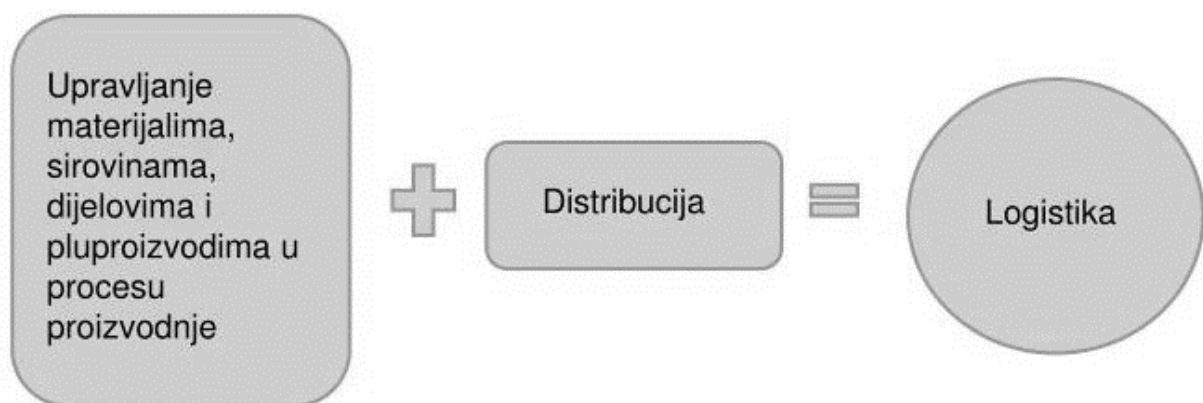 Upravljanje
materijalima,
sirovinama,
dijelovima i
pluproizvodima u
procesu
proizvodnje
Distribucija
Logistika